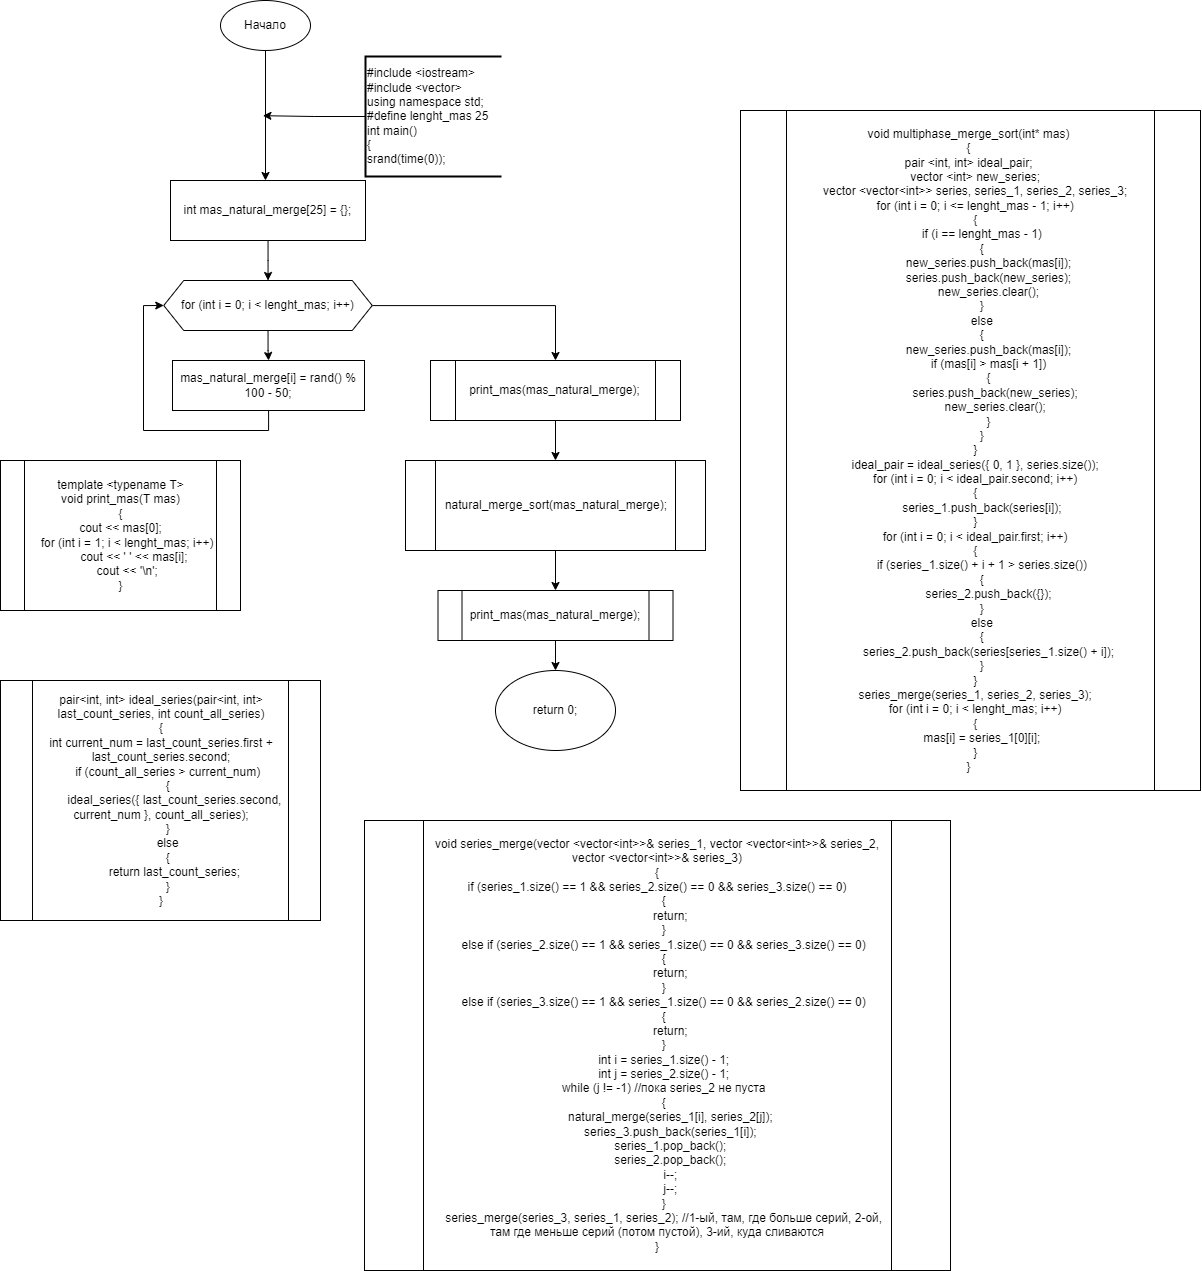 Начало
#include <iostream>
#include <vector>
using namespace std;
#define lenght_mas 25
int main()
{
srand(time(0));
int mas_natural_merge[25] = {};
for (int i = 0; i < lenght_mas; i++)
mas_natural_merge[i] = rand() %
100 - 50;
print_mas(mas_natural_merge);
natural_merge_sort(mas_natural_merge);
print_mas(mas_natural_merge);
return 0;
template <typename T>
void print_mas(T mas)
{
cout << mas[0];
for (int i = 1; i < lenght_mas; i++)
cout << ' ' << mas[i];
cout << '\n';
}
pair<int, int> ideal_series(pair<int, int>
last_count_series, int count_all_series)
{
int current_num = last_count_series.first +
last_count_series.second;
if (count_all_series > current_num)
{
ideal_series({ last_count_series.second,
current_num }, count_all_series);
}
else
{
return last_count_series;
}
}
void multiphase_merge_sort(int* mas)
{
pair <int, int> ideal_pair;
vector <int> new_series;
vector <vector<int>> series, series_1, series_2, series_3;
for (int i = 0; i <= lenght_mas - 1; i++)
{
if (i == lenght_mas - 1)
{
new_series.push_back(mas[i]);
series.push_back(new_series);
new_series.clear();
}
else
{
new_series.push_back(mas[i]);
if (mas[i] > mas[i + 1])
{
series.push_back(new_series);
new_series.clear();
}
}
}
ideal_pair = ideal_series({ 0, 1 }, series.size());
for (int i = 0; i < ideal_pair.second; i++)
{
series_1.push_back(series[i]);
}
for (int i = 0; i < ideal_pair.first; i++)
{
if (series_1.size() + i + 1 > series.size())
{
series_2.push_back({});
}
else
{
series_2.push_back(series[series_1.size() + i]);
}
}
series_merge(series_1, series_2, series_3);
for (int i = 0; i < lenght_mas; i++)
{
mas[i] = series_1[0][i];
}
}
void series_merge(vector <vector<int>>& series_1, vector <vector<int>>& series_2,
vector <vector<int>>& series_3)
{
if (series_1.size() == 1 && series_2.size() == 0 && series_3.size() == 0)
{
return;
}
else if (series_2.size() == 1 && series_1.size() == 0 && series_3.size() == 0)
{
return;
}
else if (series_3.size() == 1 && series_1.size() == 0 && series_2.size() == 0)
{
return;
}
int i = series_1.size() - 1;
int j = series_2.size() - 1;
while (j != -1) //пока series_2 не пуста
{
natural_merge(series_1[i], series_2[j]);
series_3.push_back(series_1[i]);
series_1.pop_back();
series_2.pop_back();
i--;
j--;
}
series_merge(series_3, series_1, series_2); //1-ый, там, где больше серий, 2-ой,
там где меньше серий (потом пустой), 3-ий, куда сливаются
}